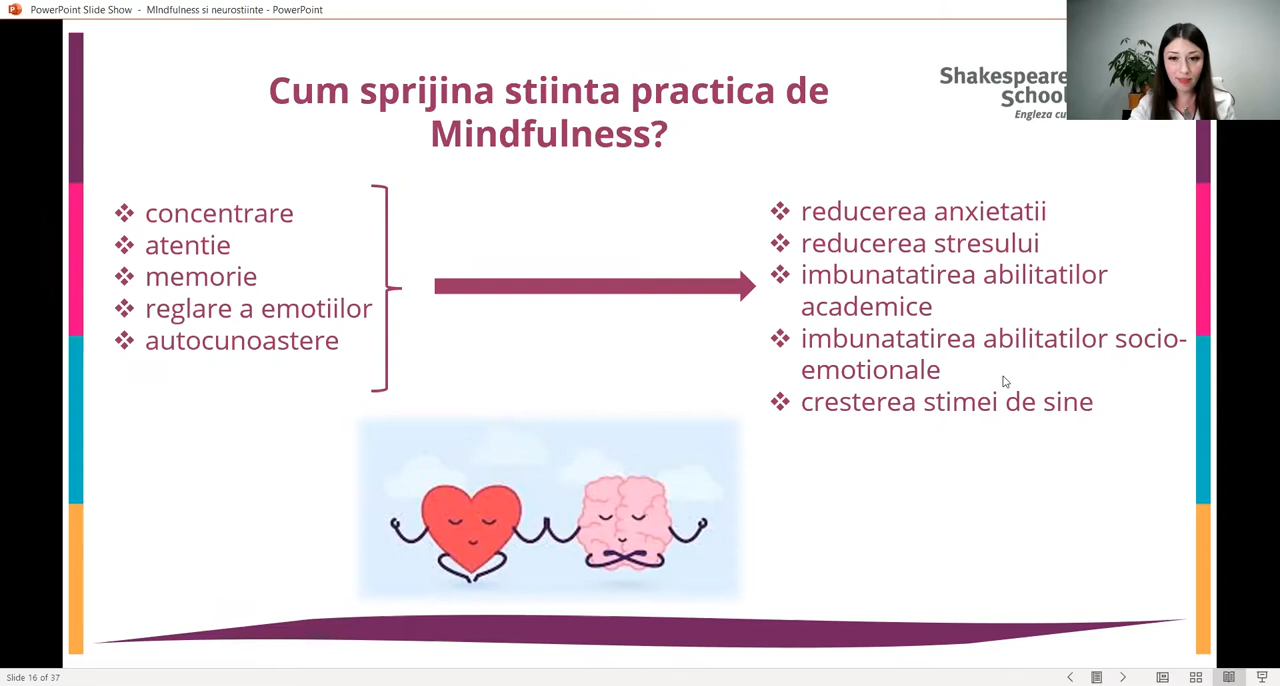 PowerPoint Slide Show - MIndfulness si neurostiinte - PowerPoint
Cum sprijina stiinta practica de
Mindfulness?
Shakespeare
School
Engleza cu
concentrare
atentie
memorie
reglare a emotiilor
autocunoastere
reducerea anxietatii
reducerea stresului
imbunatatirea abilitatilor
academice
imbunatatirea abilitatilor socio-
emotionale
cresterea stimei de sine
Slide 16 of 37